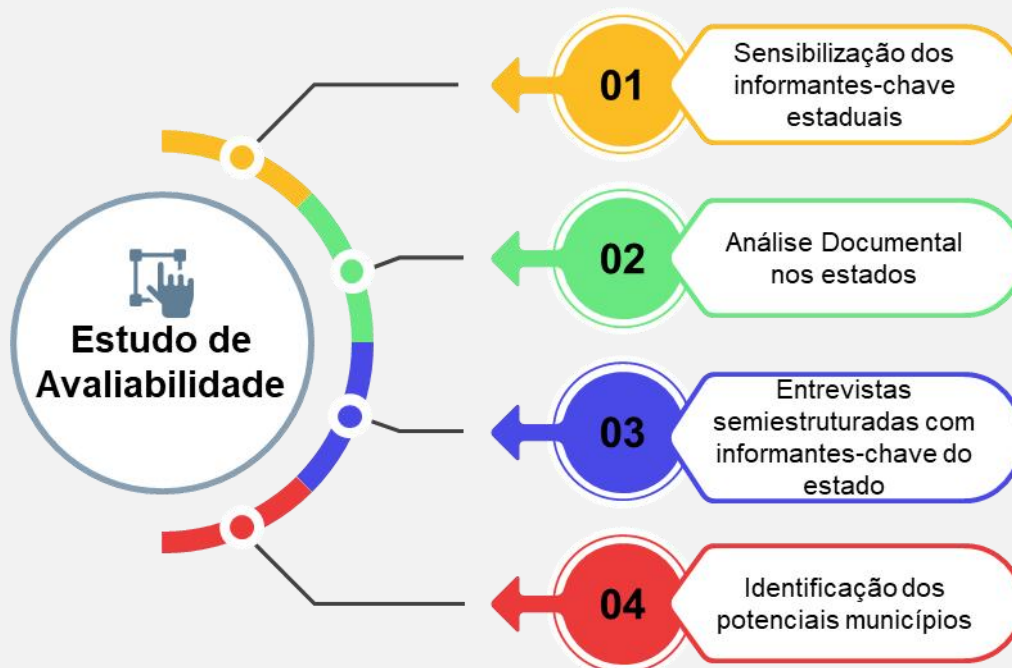 Estudo de
Avaliabilidade
01
Sensibilização dos
informantes-chave
estaduais
02
Análise Documental
nos estados
03
Entrevistas
semiestruturadas com
informantes-chave do
estado
04
Identificação dos
potenciais municípios